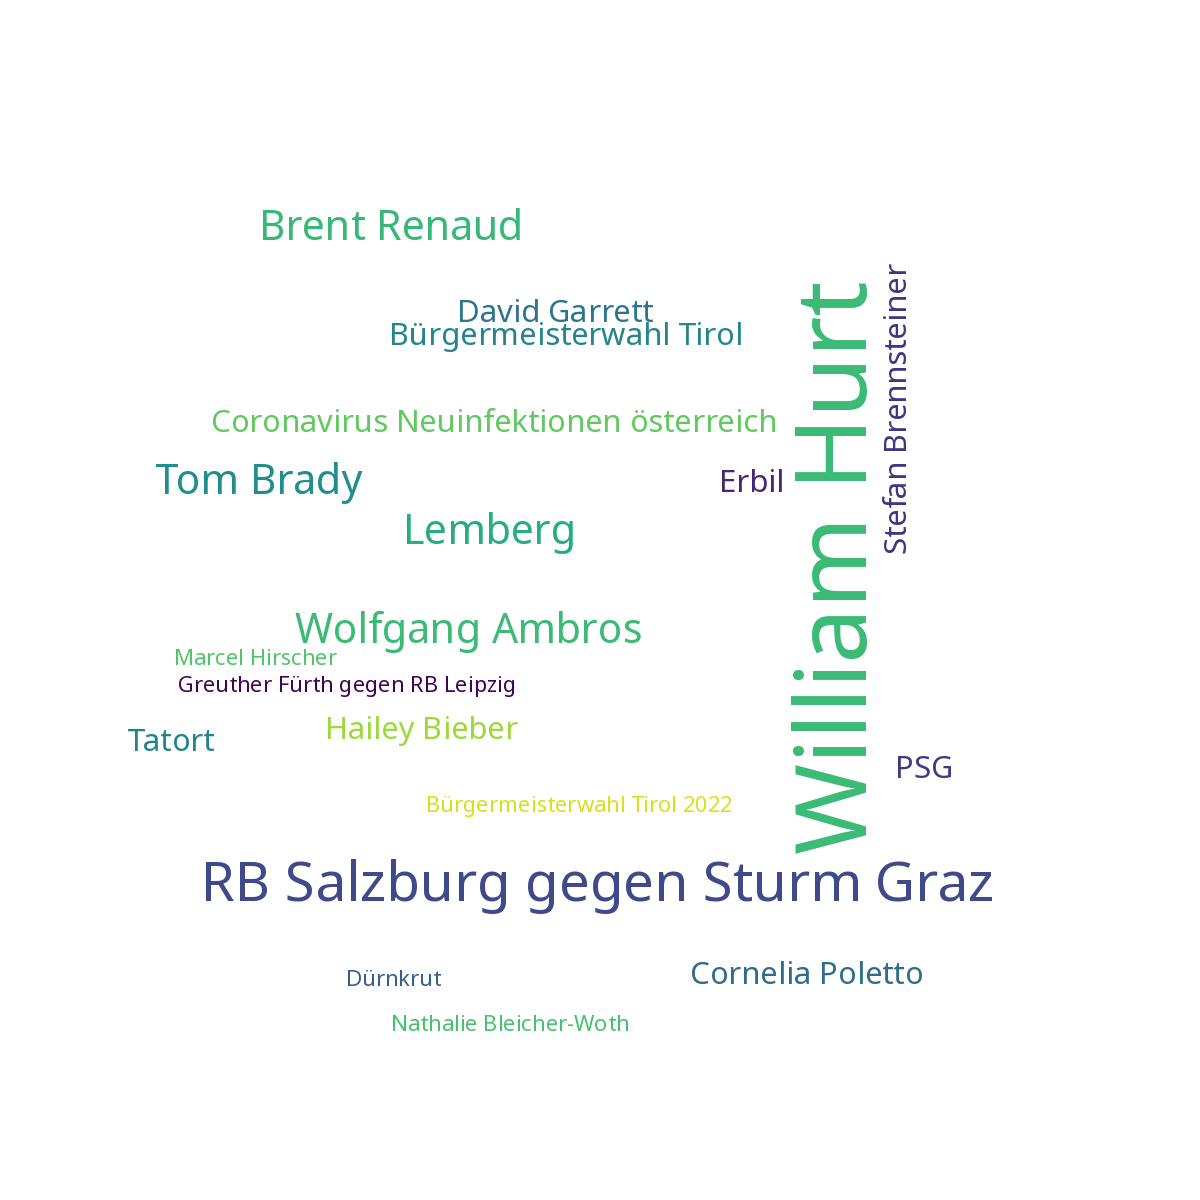 Brent Renaud
David Garrett
Bürgermeisterwahl Tirol
Stefan Brennsteiner
William Hurt
Coronavirus Neuinfektionen österreich
Tom Brady
Erbil
Lemberg
Wolfgang Ambros
Marcel Hirscher
Greuther Fürth gegen RB Leipzig
Hailey Bieber
Tatort
PSG
Bürgermeisterwahl Tirol 2022
RB Salzburg gegen Sturm Graz
Cornelia Poletto
Dürnkrut
Nathalie Bleicher-Woth